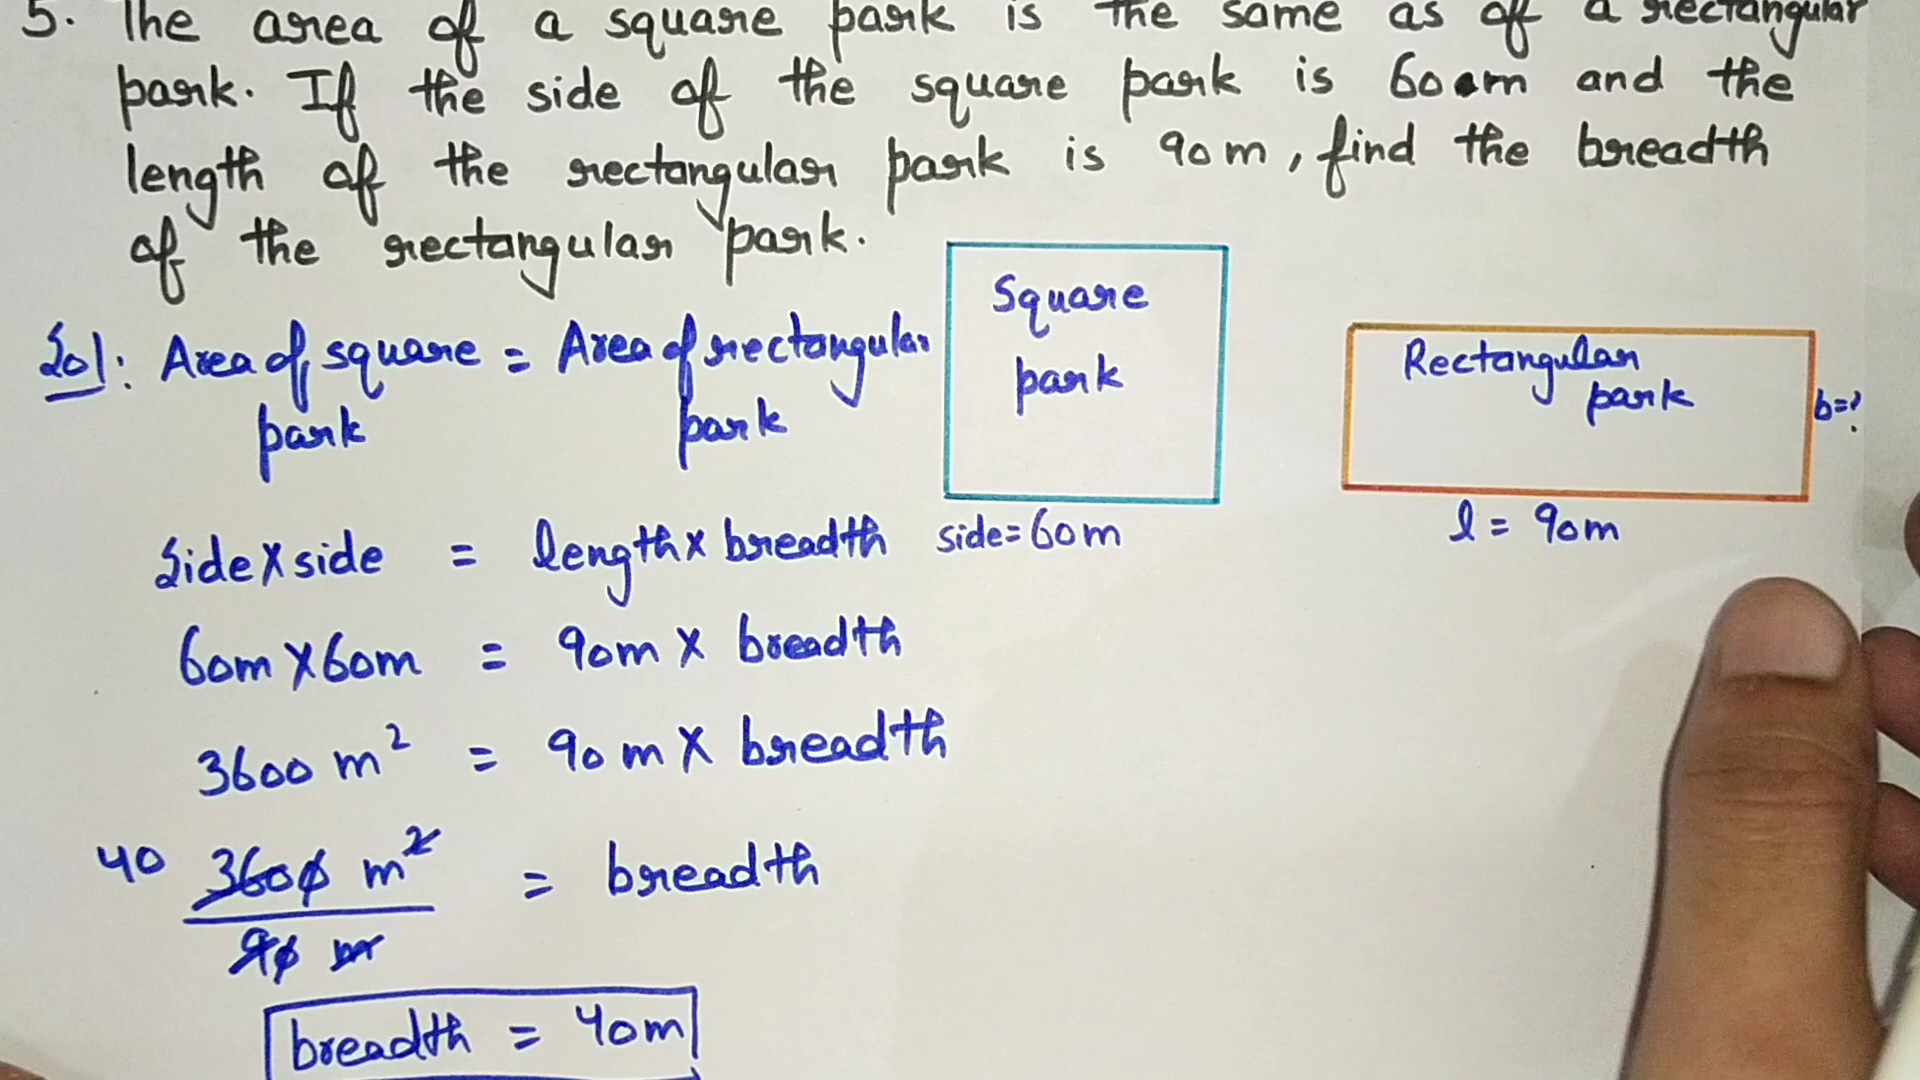 5. The area of a square park is the same as of a rectangular
park. If the side of the square park is 60m and the
length of the rectangular park is 90m, find the breadth
of the rectangular park.
Sol: Area of square park = Area of rectangular park
Side X side = length x breadth
60m X 60m = 90m X breadth
3600 m² = 90 m X breadth
40 3600 m² / 90 m = breadth
breadth = 40m
Square
park
side = 60m
Rectangular
park
b=?
l = 90m